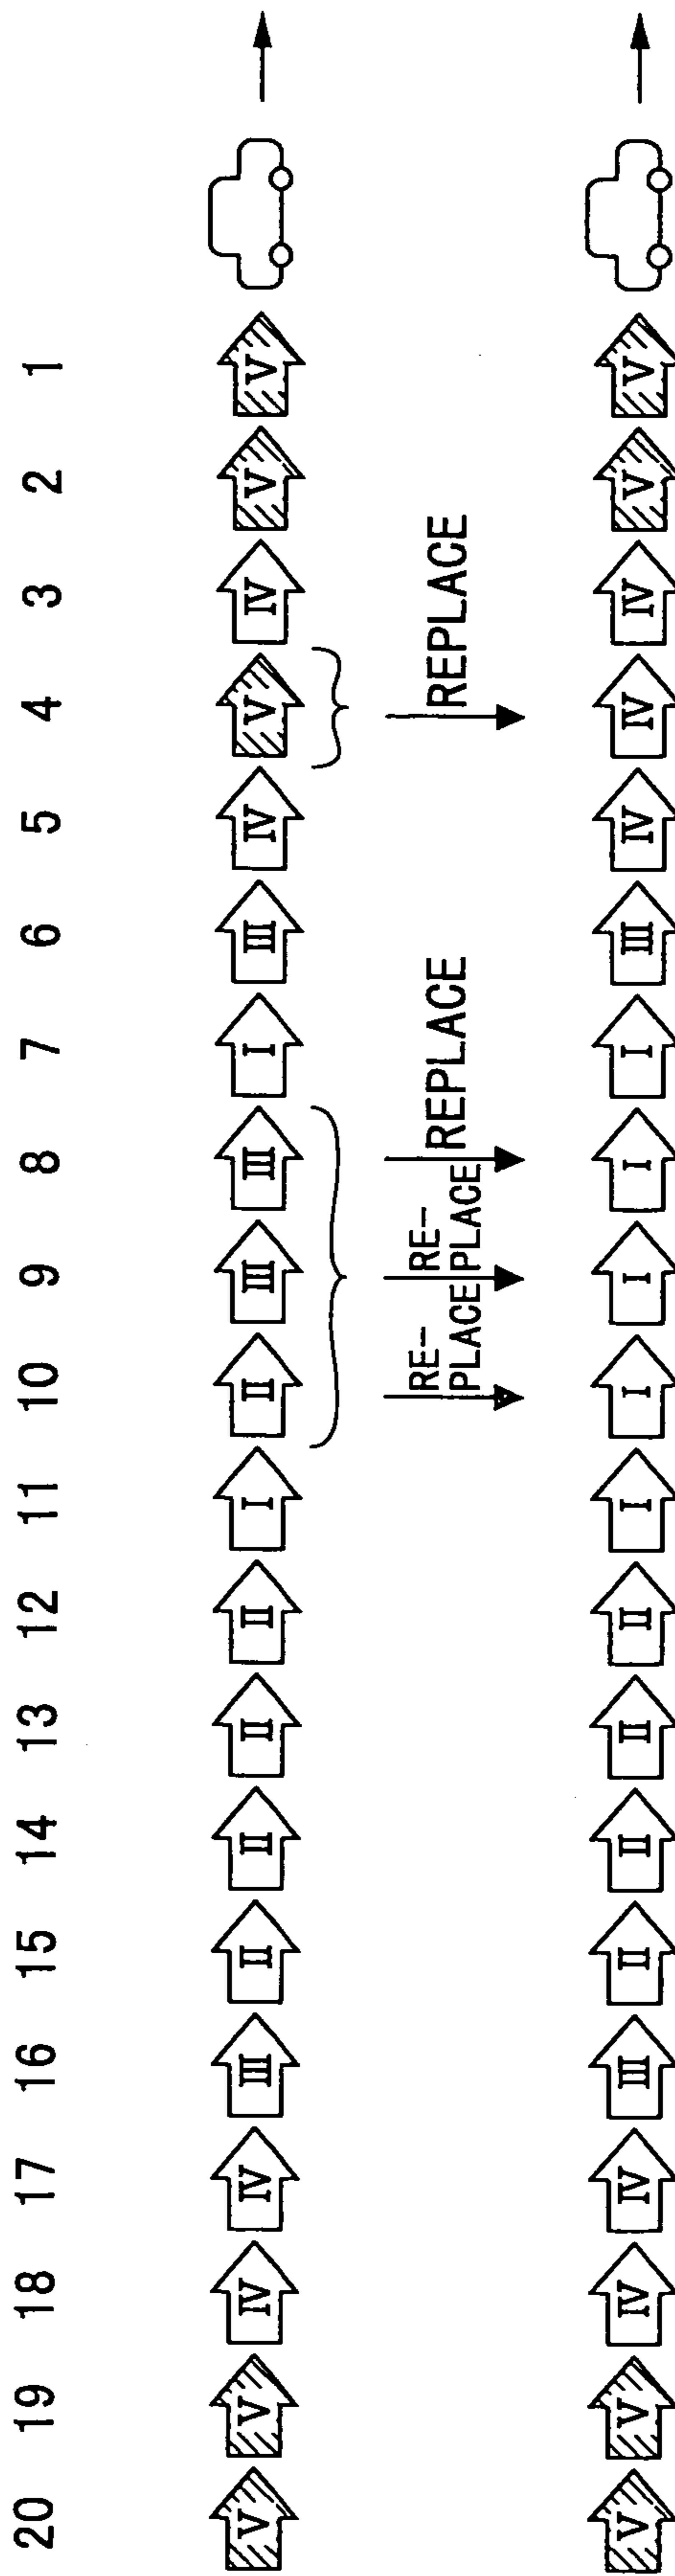 20 19 18 17 16 15 14 13 12 11 10 9 8 7 6 5 4 3 2 1
V V IV IV III II II II II I II III III I III IV V IV V V
RE-
PLACE
RE-
PLACE
REPLACE
REPLACE
V V IV IV III II II II II I I I I I III IV IV IV V V